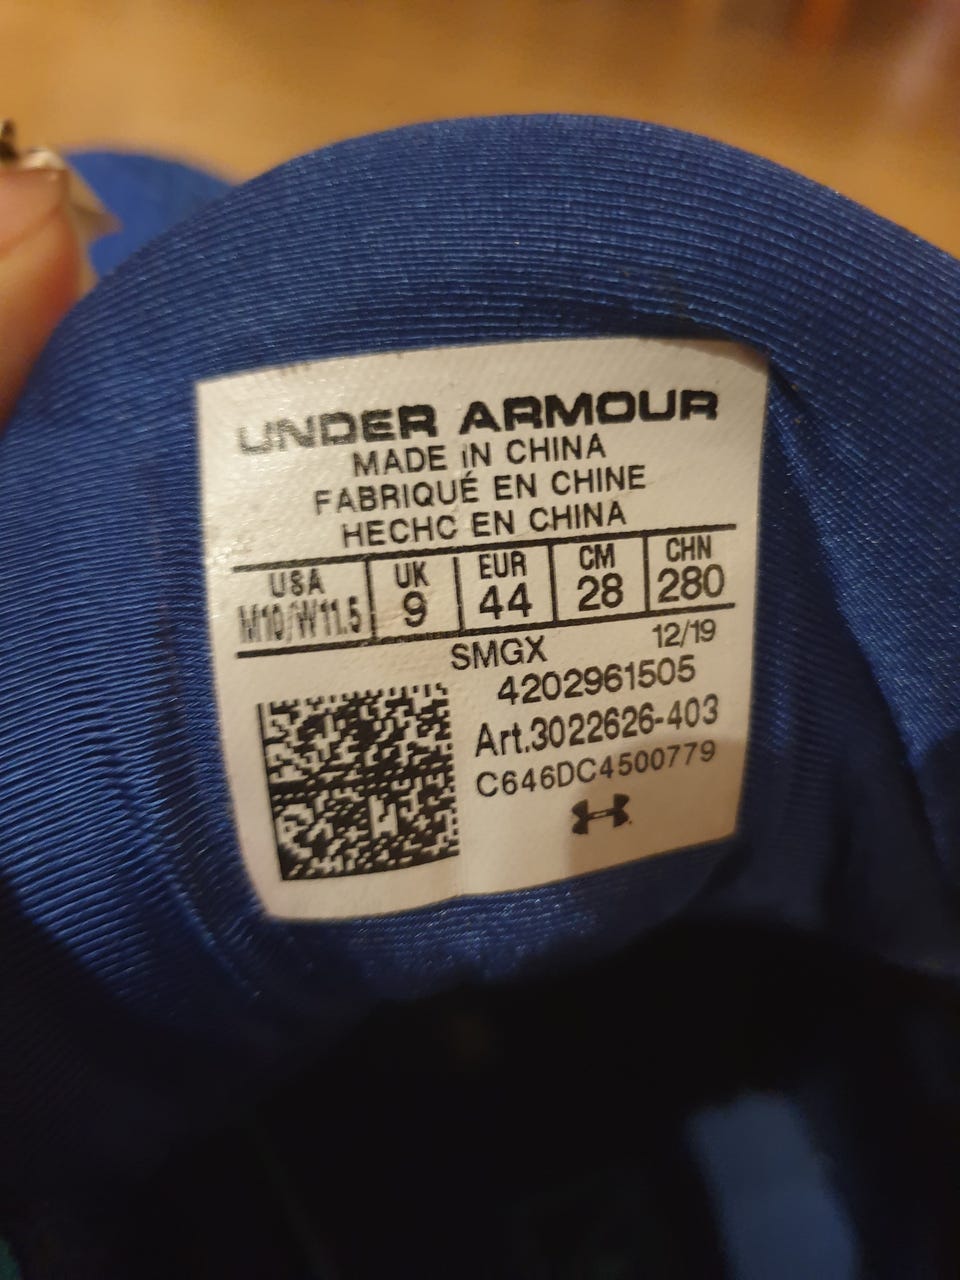 UNDER ARMOUR
MADE IN CHINA
FABRIQUÉ EN CHINE
HECHO EN CHINA
USA UK EUR CM CHN
M10/W11.5 9 44 28 280
SMGX 12/19
4202961505
Art.3022626-403
C646DC4500779